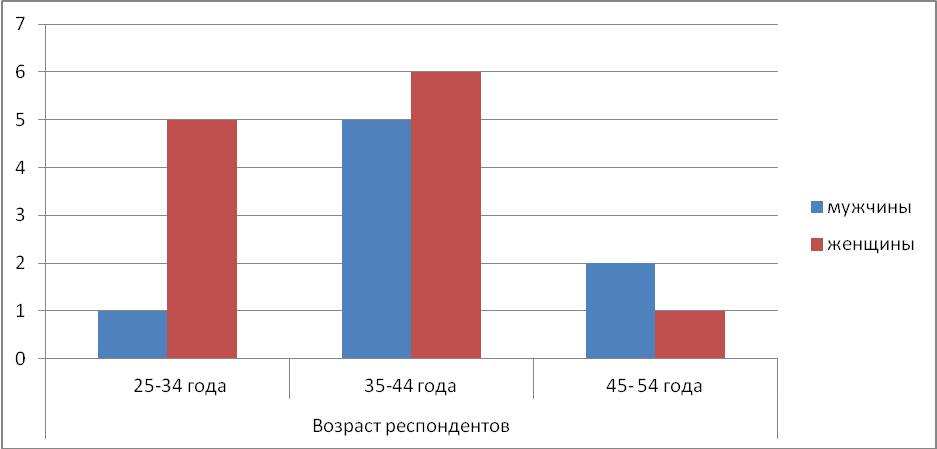 7
6
5
4
3
2
1
0
25-34 года
35-44 года
45- 54 года
Возраст респондентов
мужчины
женщины